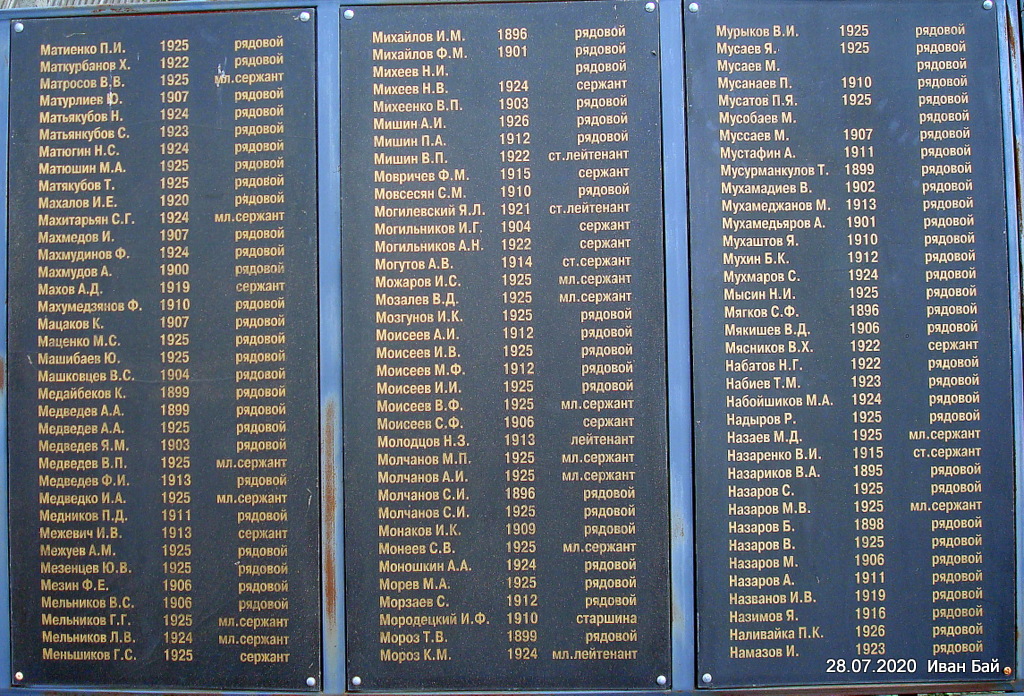 Матиенко П.И. 1925 рядовой
Маткурбанов Х. 1922 рядовой
Матросов В.В. 1925 мл.сержант
Матурлиев Ю. 1907 рядовой
Матьякубов Н. 1924 рядовой
Матьянкубов С. 1923 рядовой
Матюгин Н.С. 1924 рядовой
Матюшин М.А. 1925 рядовой
Матякубов Т. 1925 рядовой
Махалов И.Е. 1920 рядовой
Махитарьян С.Г. 1924 мл.сержант
Махмедов И. 1907 рядовой
Махмудинов Ф. 1924 рядовой
Махмудов А. 1900 рядовой
Махов А.Д. 1919 сержант
Махумедзянов Ф. 1910 рядовой
Мацаков К. 1907 рядовой
Маценко М.С. 1925 рядовой
Машибаев Ю. 1925 рядовой
Машковцев В.С. 1904 рядовой
Медайбеков К. 1899 рядовой
Медведев А.А. 1899 рядовой
Медведев А.А. 1925 рядовой
Медведев Я.М. 1903 рядовой
Медведев В.П. 1925 мл.сержант
Медведев Ф.И. 1913 рядовой
Медведко И.А. 1925 мл.сержант
Медников П.Д. 1911 рядовой
Межевич И.В. 1913 сержант
Межуев А.М. 1925 рядовой
Мезенцев Ю.В. 1925 рядовой
Мезин Ф.Е. 1906 рядовой
Мельников В.С. 1906 рядовой
Мельников Г.Г. 1925 мл.сержант
Мельников Л.В. 1924 мл.сержант
Меньшиков Г.С. 1925 сержант
Михайлов И.М. 1896 рядовой
Михайлов Ф.М. 1901 рядовой
Михеев Н.И. рядовой
Михеев Н.В. 1924 сержант
Михеенко В.П. 1903 рядовой
Мишин А.И. 1926 рядовой
Мишин П.А. 1912 рядовой
Мишин В.П. 1922 ст.лейтенант
Мовричев Ф.М. 1915 сержант
Мовсесян С.М. 1910 рядовой
Могилевский Я.Л. 1921 ст.лейтенант
Могильников И.Г. 1904 сержант
Могильников А.Н. 1922 сержант
Могутов А.В. 1914 ст.сержант
Можаров И.С. 1925 мл.сержант
Мозалев В.Д. 1925 мл.сержант
Мозгунов И.К. 1925 рядовой
Моисеев А.И. 1912 рядовой
Моисеев И.В. 1925 рядовой
Моисеев М.Ф. 1912 рядовой
Моисеев И.И. 1925 рядовой
Моисеев В.Ф. 1925 мл.сержант
Моисеев С.Ф. 1906 сержант
Молодцов Н.З. 1913 лейтенант
Молчанов М.П. 1925 мл.сержант
Молчанов А.И. 1925 мл.сержант
Молчанов С.И. 1896 рядовой
Молчанов С.И. 1925 рядовой
Монаков И.К. 1909 рядовой
Монеев С.В. 1925 мл.сержант
Моношкин А.А. 1924 рядовой
Морев М.А. 1925 рядовой
Морзаев С. 1912 рядовой
Мородецкий И.Ф. 1910 старшина
Мороз Т.В. 1899 рядовой
Мороз К.М. 1924 мл.лейтенант
Мурыков В.И. 1925 рядовой
Мусаев Я. 1925 рядовой
Мусаев М. рядовой
Мусанаев П. 1910 рядовой
Мусатов П.Я. 1925 рядовой
Мусобаев М. рядовой
Муссаев М. 1907 рядовой
Мустафин А. 1911 рядовой
Мусурманкулов Т. 1899 рядовой
Мухамадиев В. 1902 рядовой
Мухамеджанов М. 1913 рядовой
Мухамедьяров А. 1901 рядовой
Мухаштов Я. 1910 рядовой
Мухин Б.К. 1912 рядовой
Мухмаров С. 1924 рядовой
Мысин Н.И. 1925 рядовой
Мягков С.Ф. 1896 рядовой
Мякишев В.Д. 1906 рядовой
Мясников В.Х. 1922 сержант
Набатов Н.Г. 1922 рядовой
Набиев Т.М. 1923 рядовой
Набойшиков М.А. 1924 рядовой
Надыров Р. 1925 рядовой
Назаев М.Д. 1925 мл.сержант
Назаренко В.И. 1915 ст.сержант
Назариков В.А. 1895 рядовой
Назаров С. 1925 рядовой
Назаров М.В. 1925 мл.сержант
Назаров Б. 1898 рядовой
Назаров В. 1925 рядовой
Назаров М. 1906 рядовой
Назаров А. 1911 рядовой
Названов И.В. 1919 рядовой
Назимов Я. 1916 рядовой
Наливайка П.К. 1926 рядовой
Намазов И. 1923 рядовой
28.07.2020 Иван Бай